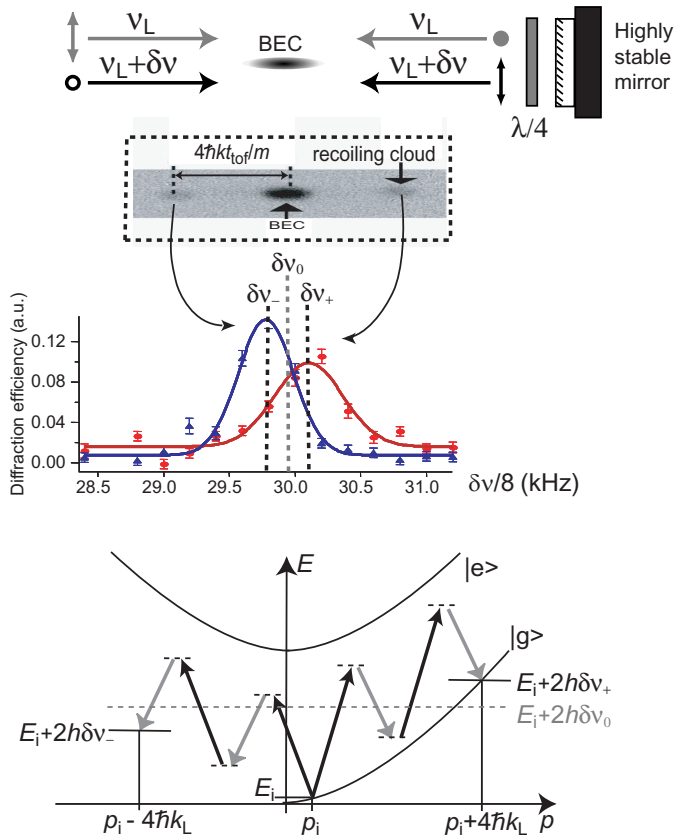 ν_L ν_L
BEC
ν_L+δν ν_L+δν
Highly
stable
mirror
λ/4
4ħkt_tof/m recoiling cloud
BEC
δν_0
δν_- δν_+
Diffraction efficiency (a.u.)
0.12
0.08
0.04
0.00
28.5 29.0 29.5 30.0 30.5 31.0 δν/8 (kHz)
E |e>
|g>
E_i+2hδν_+
E_i+2hδν_0
E_i+2hδν_-
E_i
p_i - 4ħk_L p_i p_i+4ħk_L p